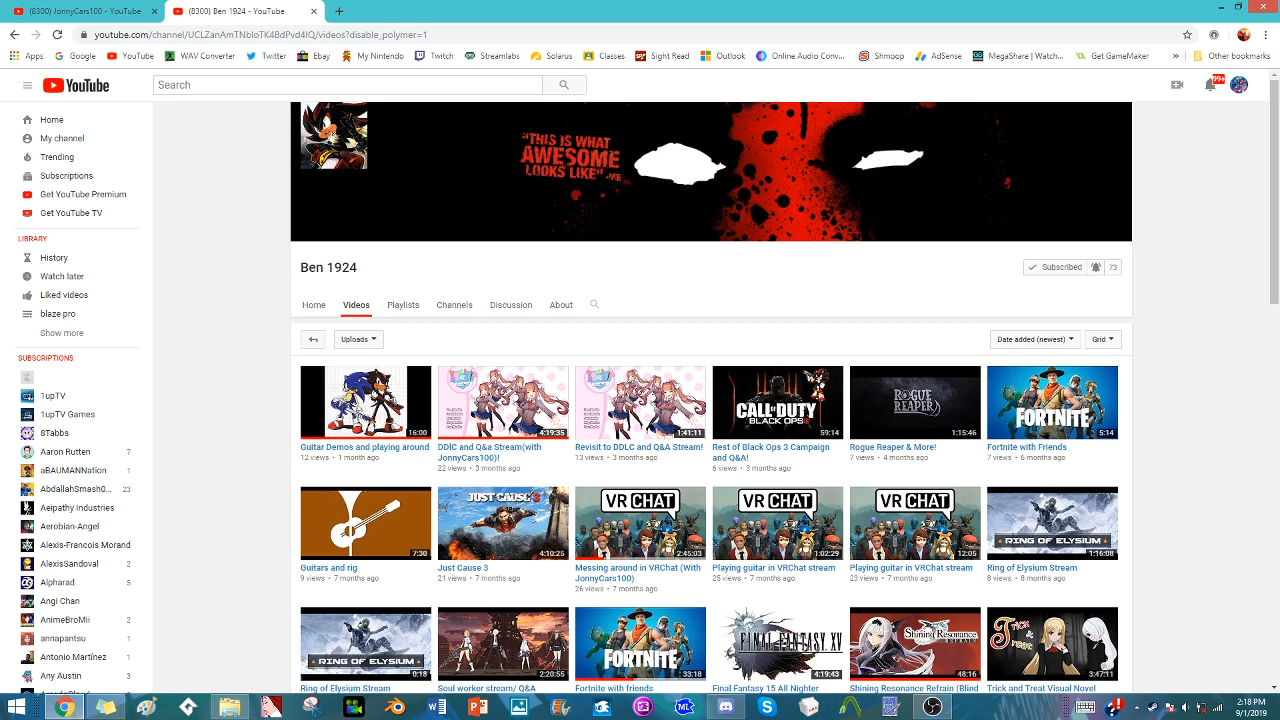 (8300) JonnyCars100 - YouTube
(8300) Ben 1924 - YouTube
youtube.com/channel/UCLZanAmTNbIoTK4BdPvd4IQ/videos?disable_polymer=1
Apps
Google
YouTube
WAV Converter
Twitter
Ebay
My Nintendo
Twitch
Streamlabs
Solarus
Classes
Sight Read
Outlook
Online Audio Conv...
Shmoop
AdSense
MegaShare | Watch...
Get GameMaker
»
Other bookmarks
YouTube
Search
99+
Home
My channel
Trending
Subscriptions
Get YouTube Premium
Get YouTube TV
LIBRARY
History
Watch later
Liked videos
blaze pro
Show more
SUBSCRIPTIONS
1upTV
1upTV Games
8Tabbs
Aaron Rutten 7
aBAUMANNation 1
AbdallahSmash0... 23
Aeipathy Industries
Aerobian-Angel
Alexis-Francois Morand
AlexisSandoval 2
Alpharad 5
Angi Chan
AnimeBroMii 2
annapantsu 1
Antonio Martínez 1
Any Austin 3
"THIS IS WHAT
AWESOME
LOOKS LIKE" -ME
Ben 1924
Subscribed 73
Home Videos Playlists Channels Discussion About
Uploads
Date added (newest) Grid
16:00
Guitar Demos and playing around
12 views • 1 month ago
4:19:35
DDlC and Q&a Stream(with
JonnyCars100)!
22 views • 3 months ago
1:41:11
Revisit to DDLC and Q&A Stream!
13 views • 3 months ago
CALL OF DUTY
BLACK OPS III
59:14
Rest of Black Ops 3 Campaign
and Q&A!
6 views • 3 months ago
ROGUE
REAPER
1:15:46
Rogue Reaper & More!
7 views • 4 months ago
FORTNITE
5:14
Fortnite with Friends
7 views • 6 months ago
7:30
Guitars and rig
9 views • 7 months ago
JUST CAUSE 3
4:10:25
Just Cause 3
21 views • 7 months ago
VRCHAT
2:45:03
Messing around in VRChat (With
JonnyCars100)
26 views • 7 months ago
VRCHAT
1:02:29
Playing guitar in VRChat stream
25 views • 7 months ago
VRCHAT
12:05
Playing guitar in VRChat stream
23 views • 7 months ago
RING OF ELYSIUM
1:16:08
Ring of Elysium Stream
8 views • 8 months ago
RING OF ELYSIUM
0:18
Ring of Elysium Stream
2:20:55
Soul worker stream/ Q&A
FORTNITE
33:18
Fortnite with friends
FINAL FANTASY XV
4:19:43
Final Fantasy 15 All Nighter
Shining Resonance
REFRAIN
48:16
Shining Resonance Refrain (Blind
Trick and Treat
3:47:11
Trick and Treat Visual Novel
2:18 PM
9/1/2019